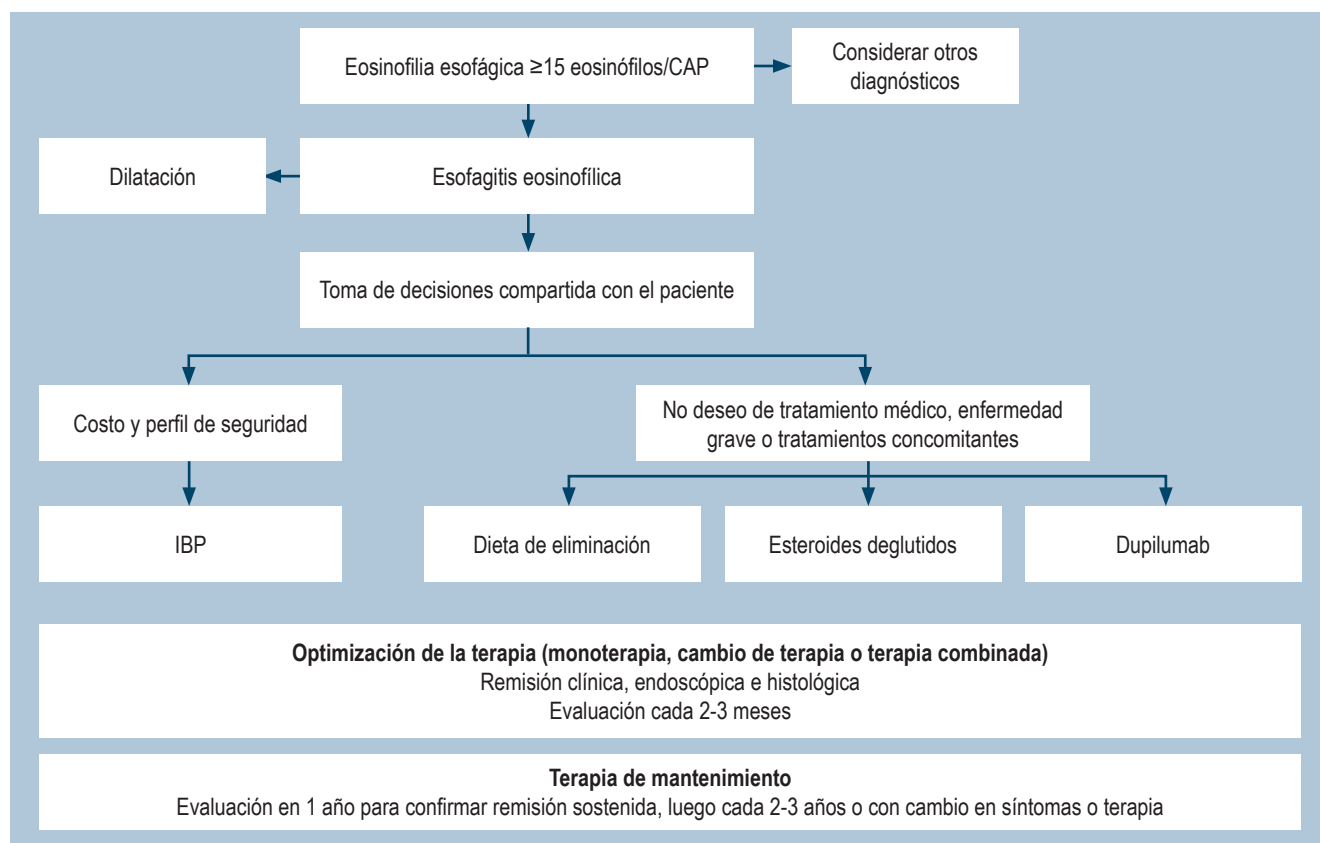 Eosinofilia esofágica ≥15 eosinófilos/CAP
Considerar otros
diagnósticos
Dilatación
Esofagitis eosinofílica
Toma de decisiones compartida con el paciente
Costo y perfil de seguridad
No deseo de tratamiento médico, enfermedad
grave o tratamientos concomitantes
IBP
Dieta de eliminación
Esteroides deglutidos
Dupilumab
Optimización de la terapia (monoterapia, cambio de terapia o terapia combinada)
Remisión clínica, endoscópica e histológica
Evaluación cada 2-3 meses
Terapia de mantenimiento
Evaluación en 1 año para confirmar remisión sostenida, luego cada 2-3 años o con cambio en síntomas o terapia